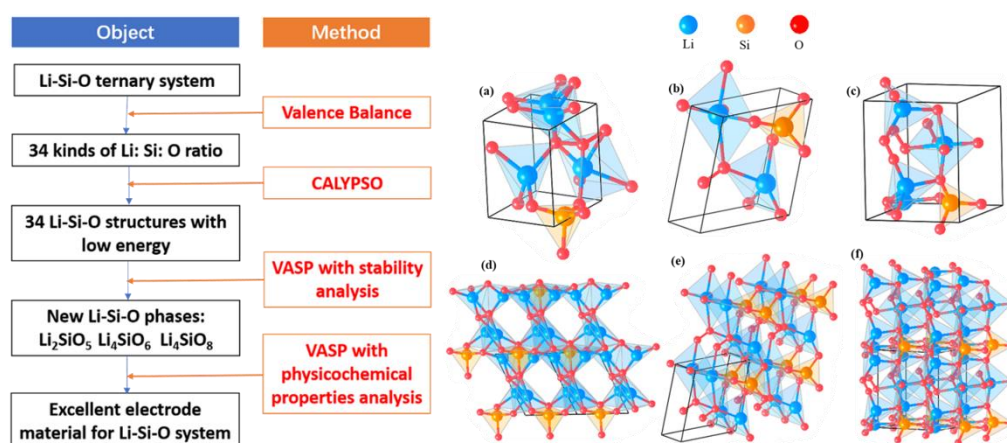 Object
Method
Li-Si-O ternary system
Valence Balance
34 kinds of Li: Si: O ratio
CALYPSO
34 Li-Si-O structures with
low energy
VASP with stability
analysis
New Li-Si-O phases:
Li₂SiO₅ Li₄SiO₆ Li₄SiO₈
VASP with
physicochemical
properties analysis
Excellent electrode
material for Li-Si-O system
Li
Si
O
(a)
(b)
(c)
(d)
(e)
(f)